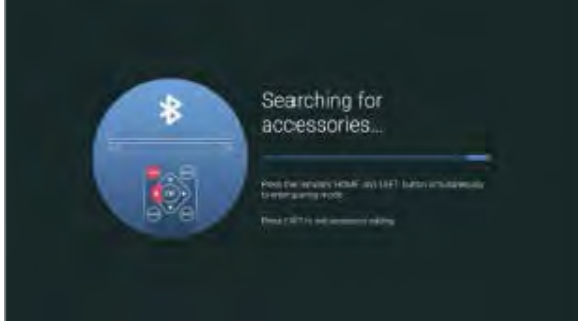 Searching for
accessories...
Press the remote's HOME and LEFT button simultaneously
to enter pairing mode.
Press EXIT to exit accessory adding.